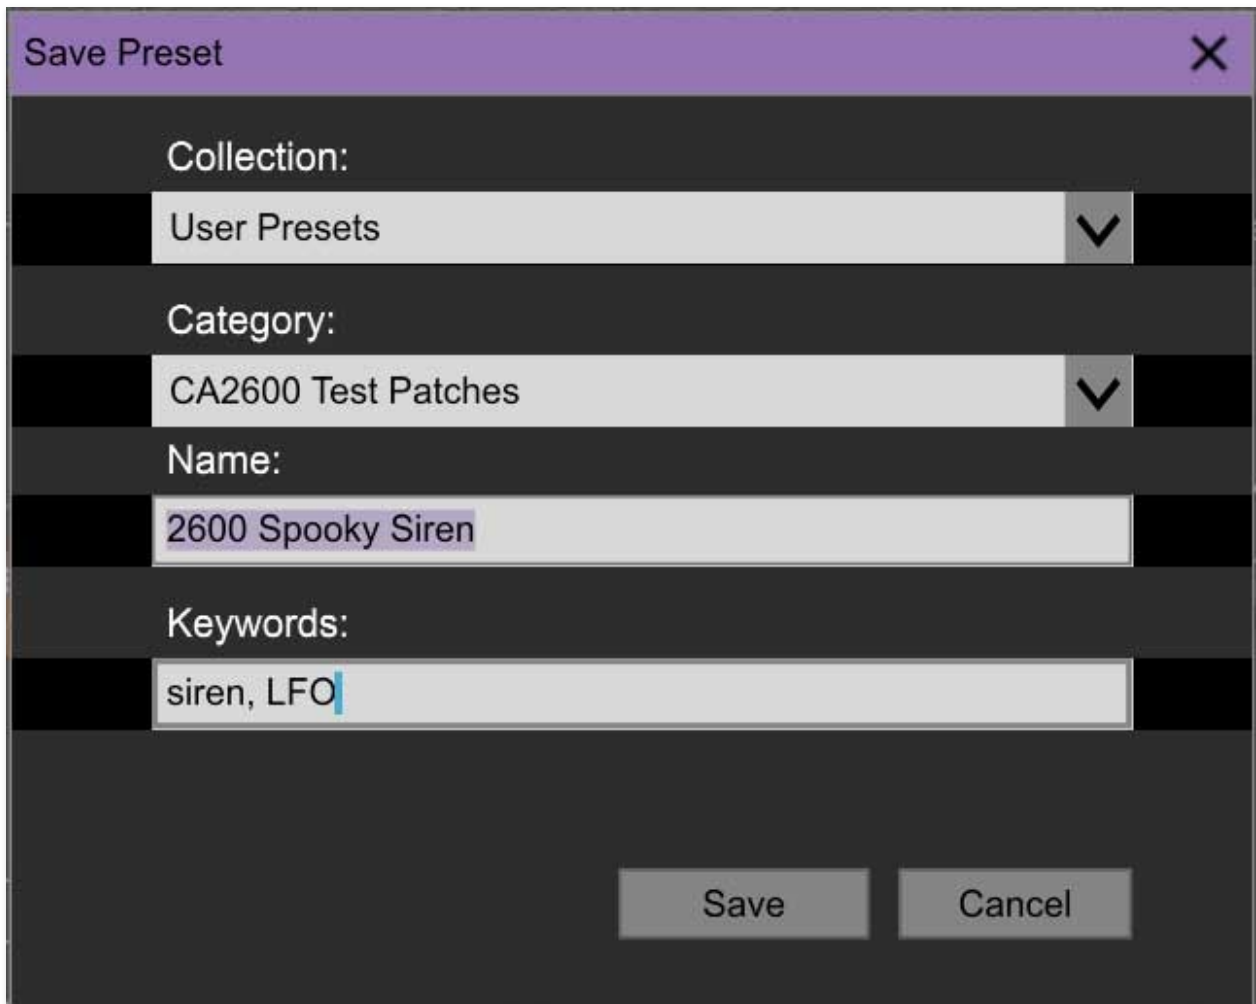 Save Preset
Collection:
User Presets
Category:
CA2600 Test Patches
Name:
2600 Spooky Siren
Keywords:
siren, LFO
Save Cancel